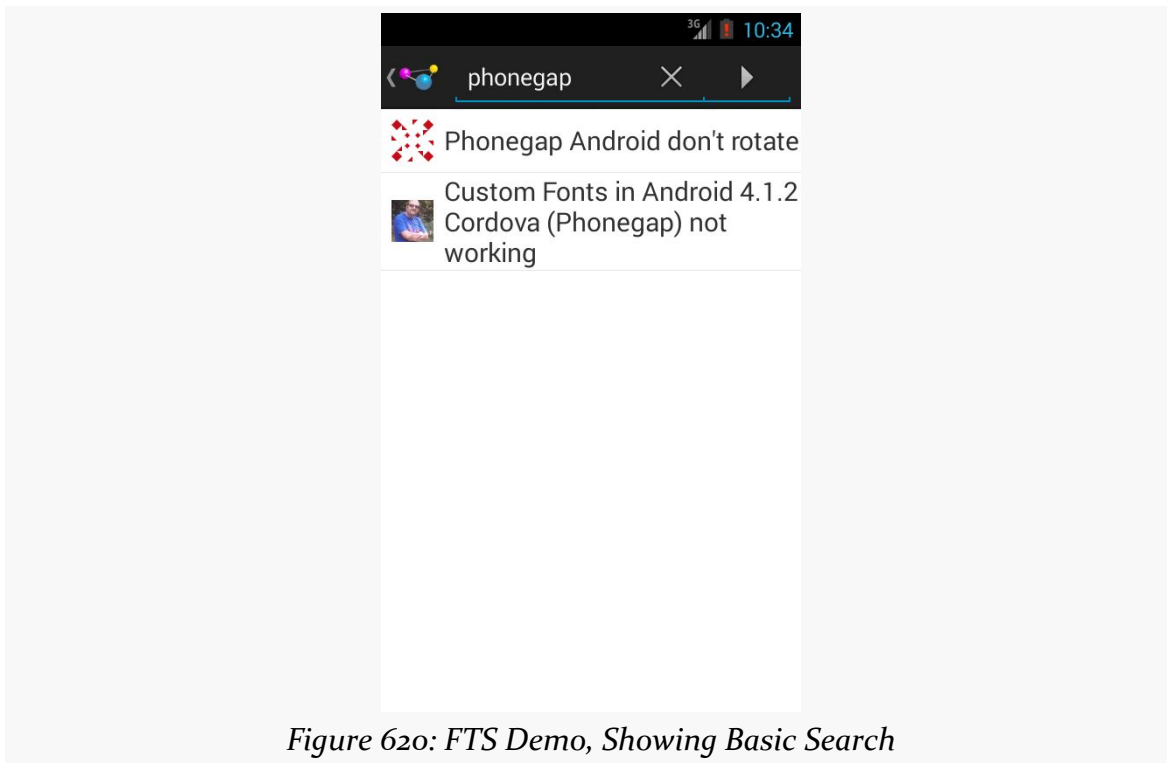 3G
10:34
phonegap
Phonegap Android don't rotate
Custom Fonts in Android 4.1.2
Cordova (Phonegap) not
working
Figure 620: FTS Demo, Showing Basic Search